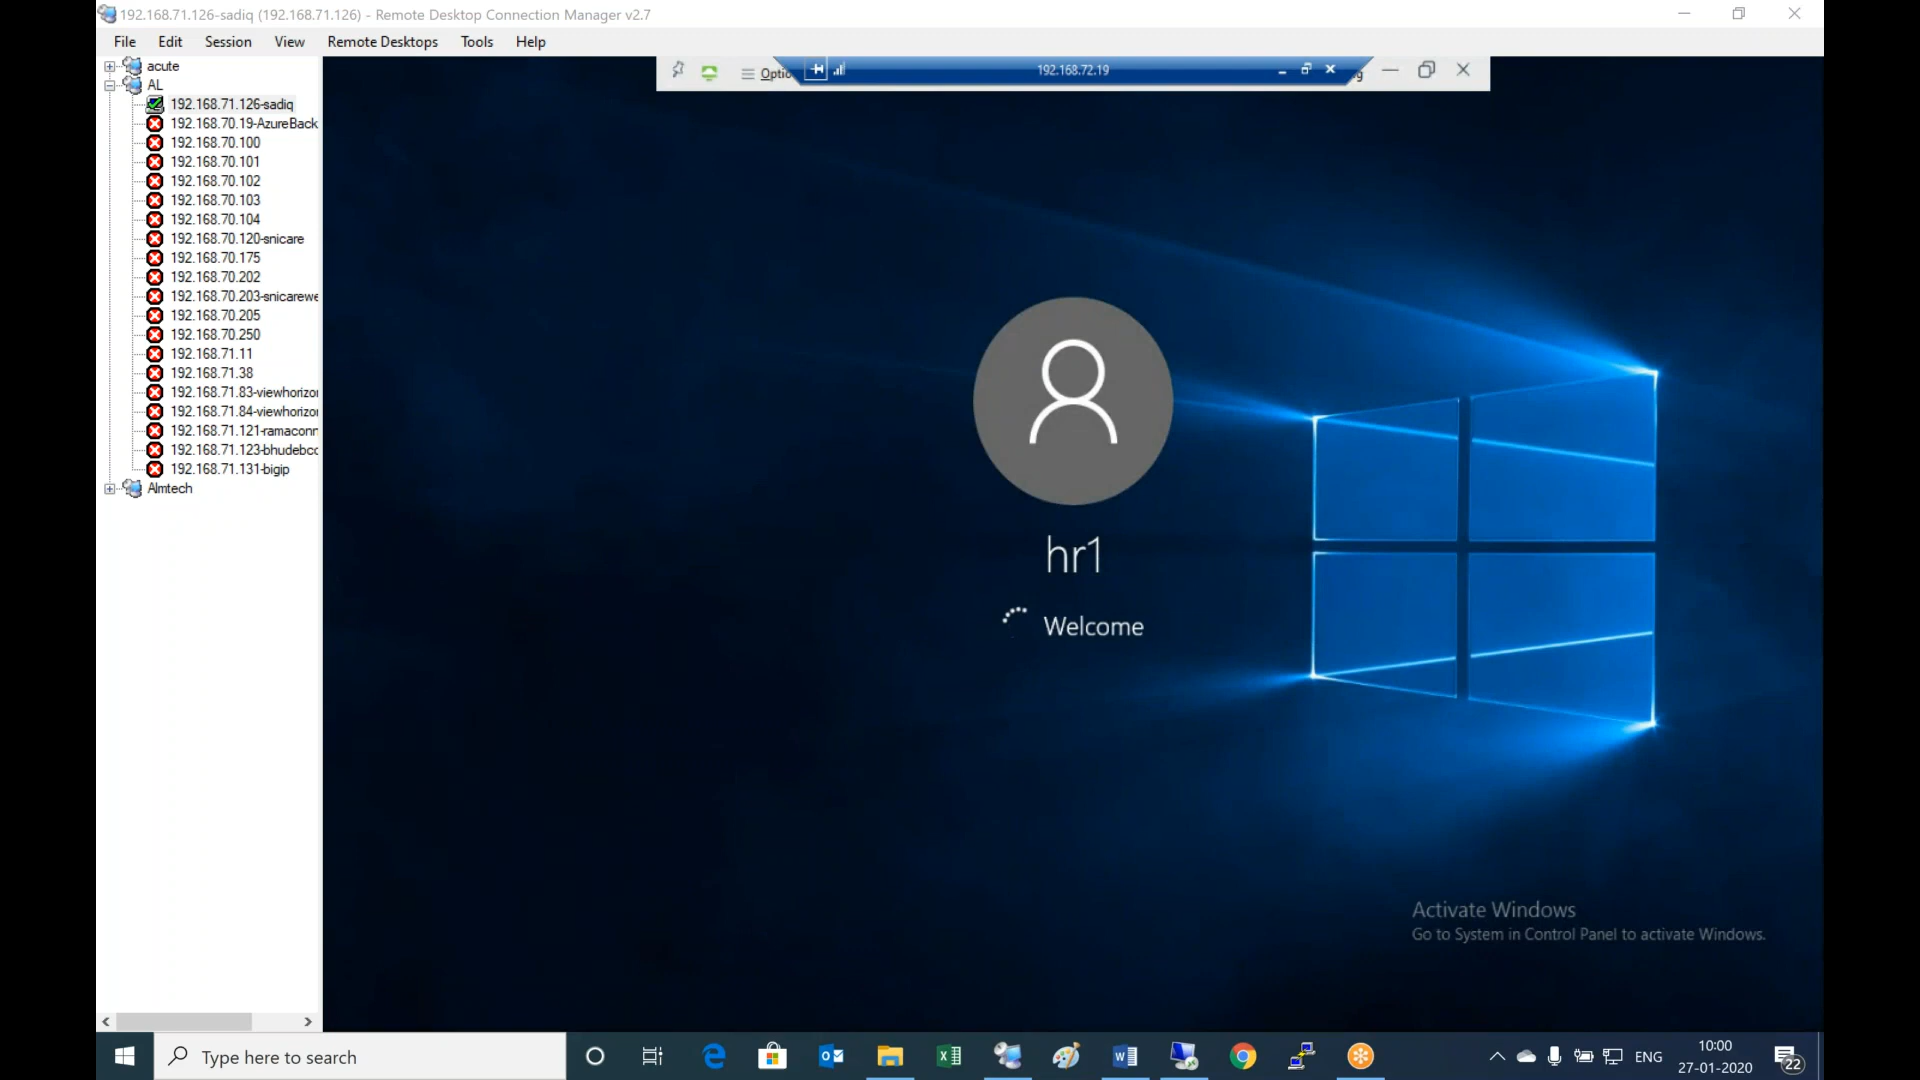 192.168.71.126-sadiq (192.168.71.126) - Remote Desktop Connection Manager v2.7
File Edit Session View Remote Desktops Tools Help
acute
AL
192.168.71.126-sadiq
192.168.70.19-AzureBack
192.168.70.100
192.168.70.101
192.168.70.102
192.168.70.103
192.168.70.104
192.168.70.120-snicare
192.168.70.175
192.168.70.202
192.168.70.203-snicarewe
192.168.70.205
192.168.70.250
192.168.71.11
192.168.71.38
192.168.71.83-viewhorizon
192.168.71.84-viewhorizon
192.168.71.121-ramaconn
192.168.71.123-bhudebcc
192.168.71.131-bigip
Almtech
Optio
192.168.72.19
g
hr1
Welcome
Activate Windows
Go to System in Control Panel to activate Windows.
Type here to search
ENG
10:00
27-01-2020
22